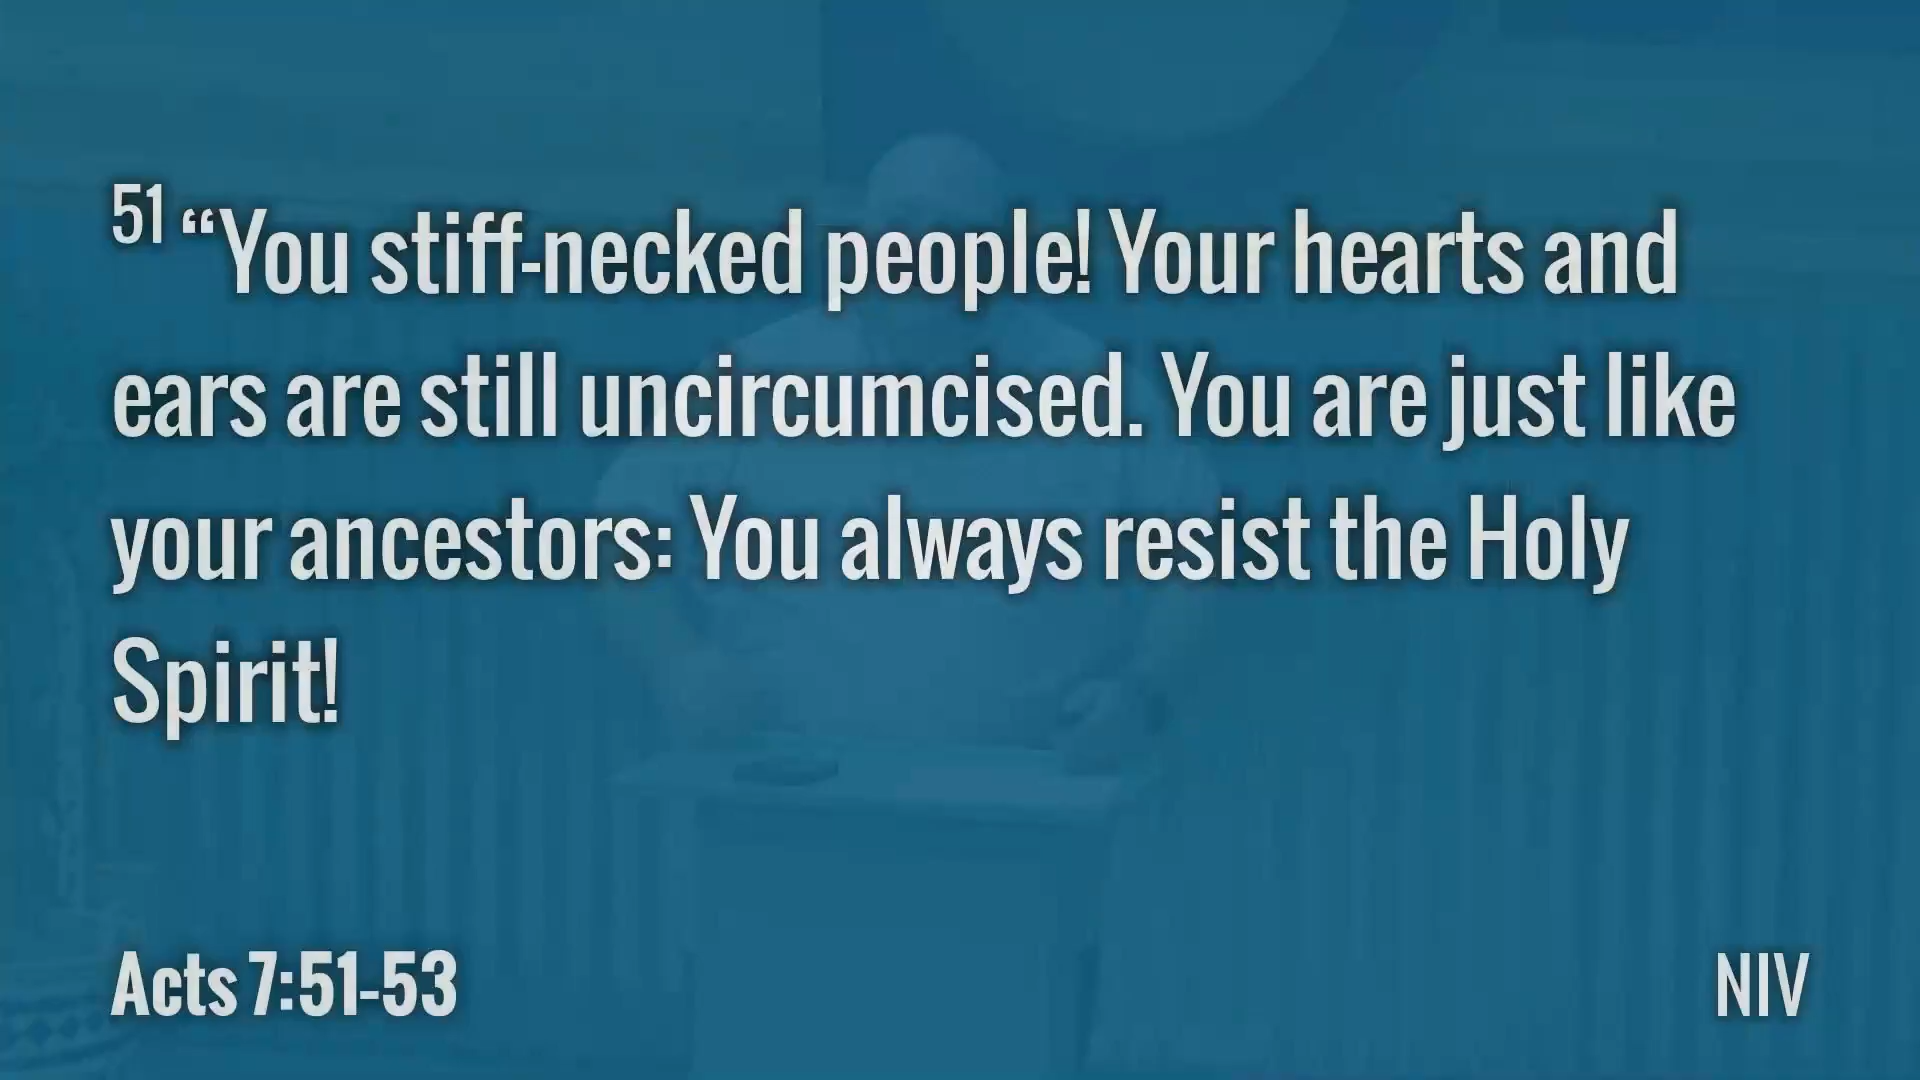 51 “You stiff-necked people! Your hearts and
ears are still uncircumcised. You are just like
your ancestors: You always resist the Holy
Spirit!
Acts 7:51-53
NIV